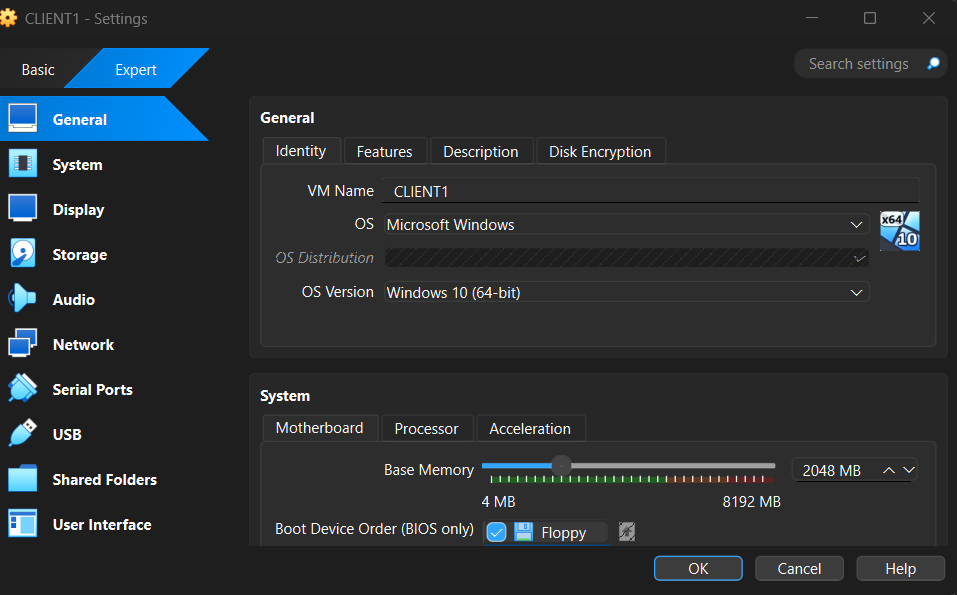 CLIENT1 - Settings
Basic
Expert
Search settings
General
System
Display
Storage
Audio
Network
Serial Ports
USB
Shared Folders
User Interface
General
Identity
Features
Description
Disk Encryption
VM Name
CLIENT1
OS
Microsoft Windows
x64
10
OS Distribution
OS Version
Windows 10 (64-bit)
System
Motherboard
Processor
Acceleration
Base Memory
2048 MB
4 MB
8192 MB
Boot Device Order (BIOS only)
Floppy
OK
Cancel
Help